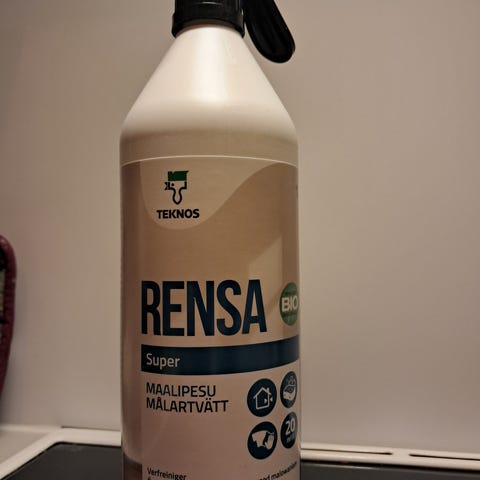 TEKNOS
RENSA
BIO
Super
MAALIPESU
MÅLARTVÄTT
20
Verfreiniger